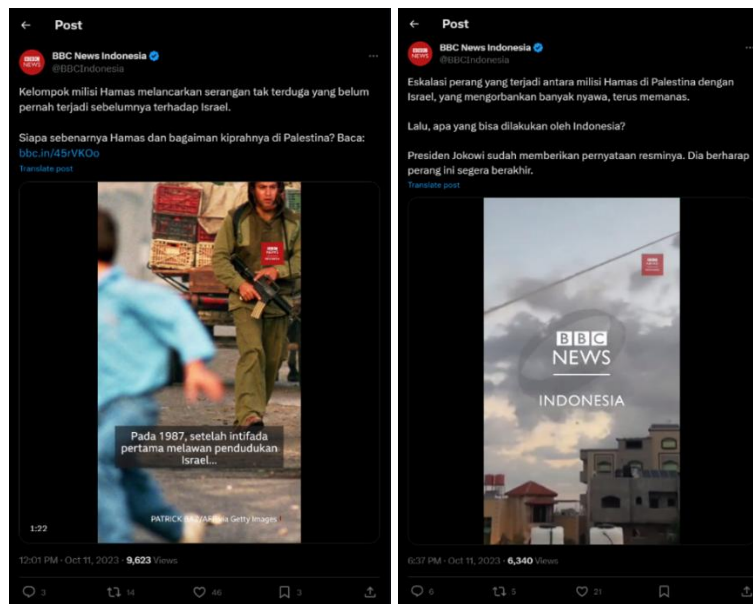 ← Post
BBC News Indonesia
@BBCIndonesia
Kelompok milisi Hamas melancarkan serangan tak terduga yang belum
pernah terjadi sebelumnya terhadap Israel.
Siapa sebenarnya Hamas dan bagaiman kiprahnya di Palestina? Baca:
bbc.in/45rVKOo
Translate post
BBC
NEWS
Pada 1987, setelah intifada
pertama melawan pendudukan
Israel...
PATRICK via Getty Images
1:22
12:01 PM · Oct 11, 2023 · 9,623 Views
3 14 46 3
← Post
BBC News Indonesia
@BBCIndonesia
Eskalasi perang yang terjadi antara milisi Hamas di Palestina dengan
Israel, yang mengorbankan banyak nyawa, terus memanas.
Lalu, apa yang bisa dilakukan oleh Indonesia?
Presiden Jokowi sudah memberikan pernyataan resminya. Dia berharap
perang ini segera berakhir.
Translate post
BBC
NEWS
BBC
NEWS
INDONESIA
6:37 PM · Oct 11, 2023 · 6,340 Views
6 5 21